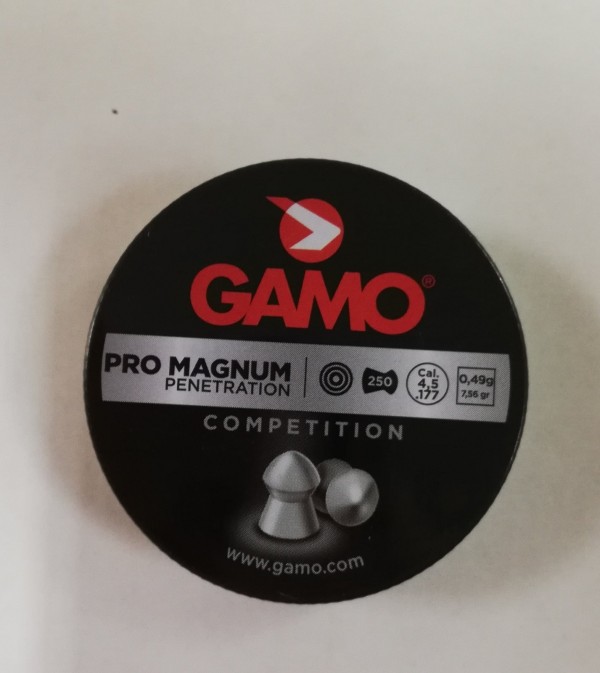 GAMO®
PRO MAGNUM
PENETRATION
250
Cal.
4,5
.177
0,49g
7,56 gr
COMPETITION
www.gamo.com